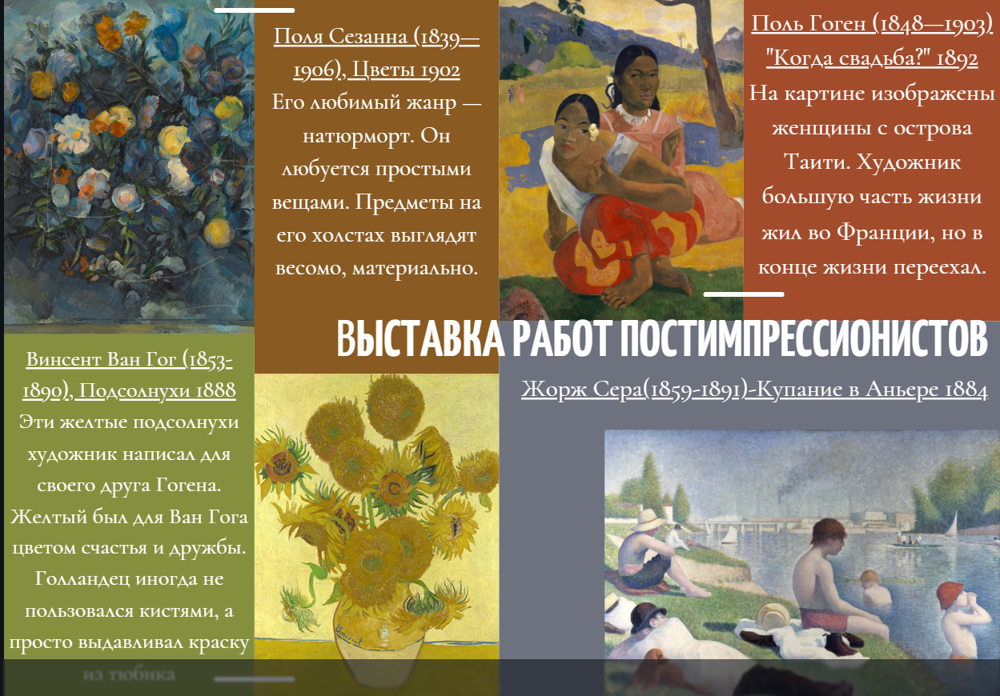 Поля Сезанна (1839—
1906), Цветы 1902
Его любимый жанр —
натюрморт. Он
любуется простыми
вещами. Предметы на
его холстах выглядят
весомо, материально.
Поль Гоген (1848—1903)
"Когда свадьба?" 1892
На картине изображены
женщины с острова
Таити. Художник
большую часть жизни
жил во Франции, но в
конце жизни переехал.
ВЫСТАВКА РАБОТ ПОСТИМПРЕССИОНИСТОВ
Винсент Ван Гог (1853-
1890), Подсолнухи 1888
Эти желтые подсолнухи
художник написал для
своего друга Гогена.
Желтый был для Ван Гога
цветом счастья и дружбы.
Голландец иногда не
пользовался кистями, а
просто выдавливал краску
из тюбика
Vincent
Жорж Сера(1859-1891)-Купание в Аньере 1884